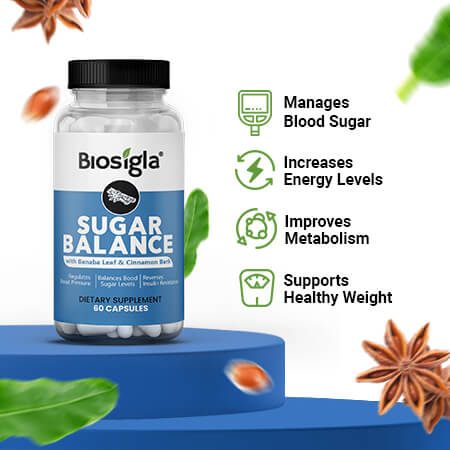 Biosigla®
SUGAR
BALANCE
with Banaba Leaf & Cinnamon Bark
Regulates
Blood Pressure
Balances Bood
Sugar Levels
Reverses
Insulin Resistance
DIETARY SUPPLEMENT
60 CAPSULES
Manages
Blood Sugar
Increases
Energy Levels
Improves
Metabolism
Supports
Healthy Weight